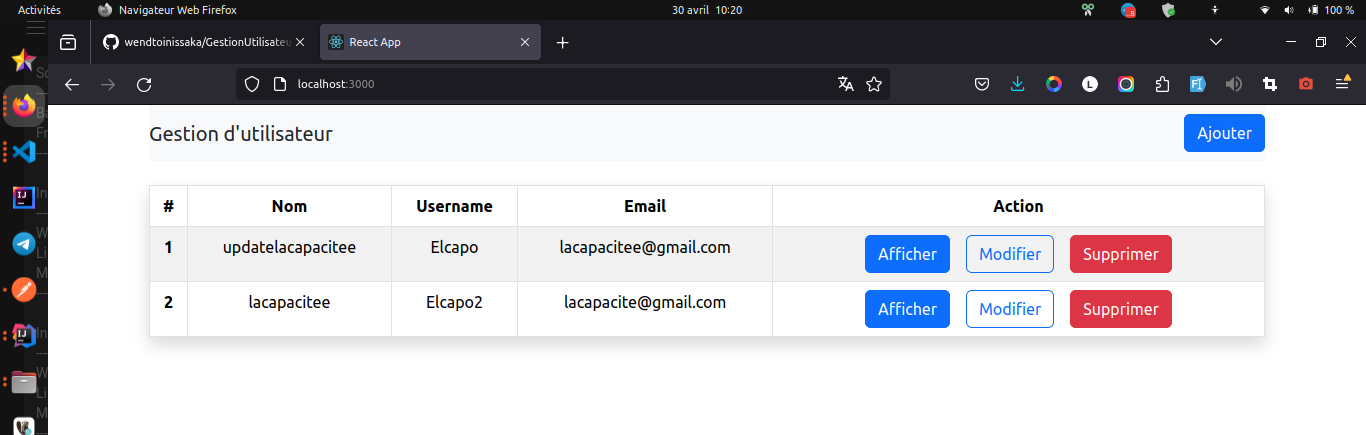 Activités Navigateur Web Firefox 30 avril 10:20 100 %
wendtoinissaka/GestionUtilisateu React App
localhost:3000
Gestion d'utilisateur Ajouter
# Nom Username Email Action
1 updatelacapacitee Elcapo lacapacitee@gmail.com Afficher Modifier Supprimer
2 lacapacitee Elcapo2 lacapacite@gmail.com Afficher Modifier Supprimer